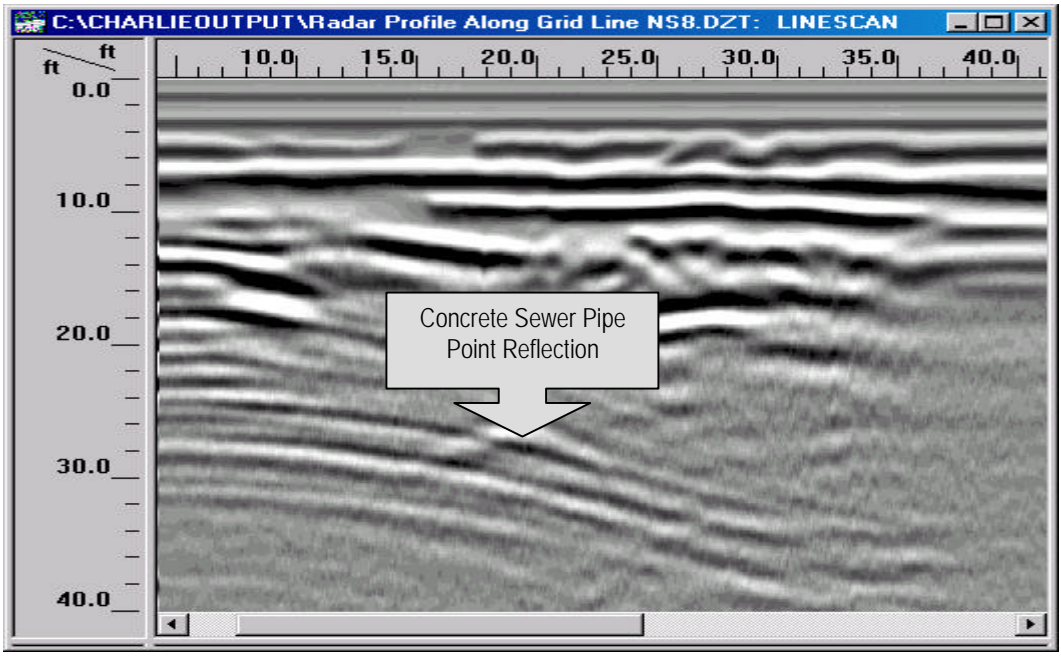 C:\CHARLIEOUTPUT\Radar Profile Along Grid Line NS8.DZT: LINESCAN
ft
ft
10.0 15.0 20.0 25.0 30.0 35.0 40.0
0.0
10.0
20.0
30.0
40.0
Concrete Sewer Pipe
Point Reflection